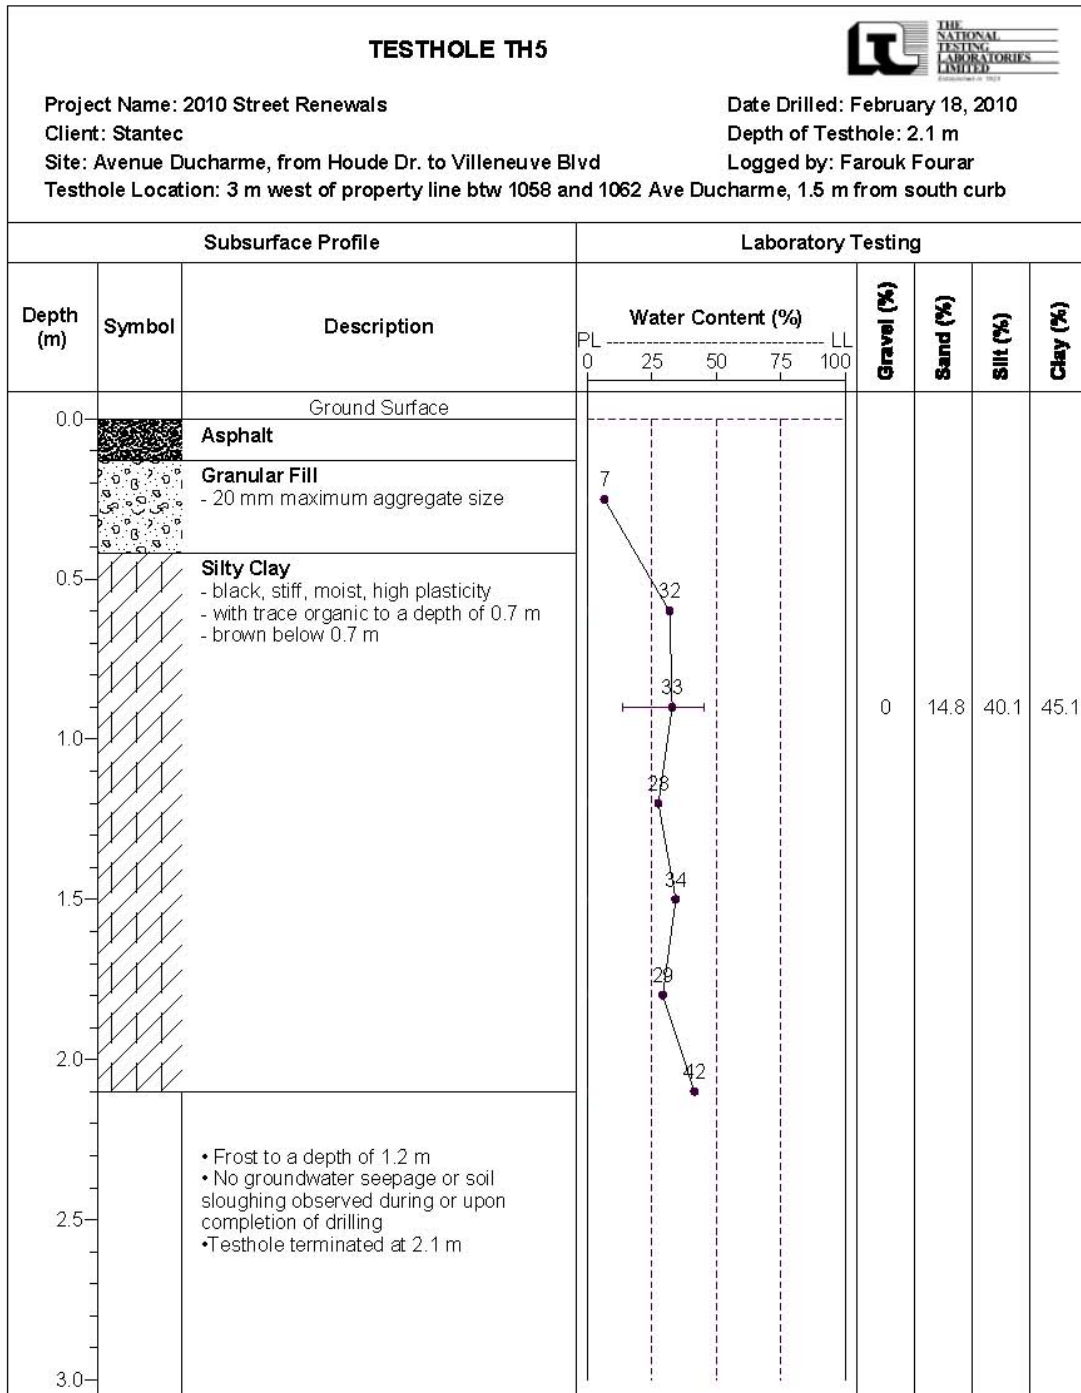 TESTHOLE TH5
THE
NATIONAL
TESTING
LABORATORIES
LIMITED
Established in 1923
Project Name: 2010 Street Renewals
Date Drilled: February 18, 2010
Client: Stantec
Depth of Testhole: 2.1 m
Site: Avenue Ducharme, from Houde Dr. to Villeneuve Blvd
Logged by: Farouk Fourar
Testhole Location: 3 m west of property line btw 1058 and 1062 Ave Ducharme, 1.5 m from south curb
Subsurface Profile
Laboratory Testing
Depth
(m)
Symbol
Description
Water Content (%)
PL ---------------------------- LL
0 25 50 75 100
Gravel (%)
Sand (%)
Silt (%)
Clay (%)
Ground Surface
0.0
Asphalt
Granular Fill
- 20 mm maximum aggregate size
7
0.5
Silty Clay
- black, stiff, moist, high plasticity
- with trace organic to a depth of 0.7 m
- brown below 0.7 m
32
33
0 14.8 40.1 45.1
1.0
28
1.5
34
29
2.0
42
• Frost to a depth of 1.2 m
• No groundwater seepage or soil
sloughing observed during or upon
completion of drilling
•Testhole terminated at 2.1 m
2.5
3.0